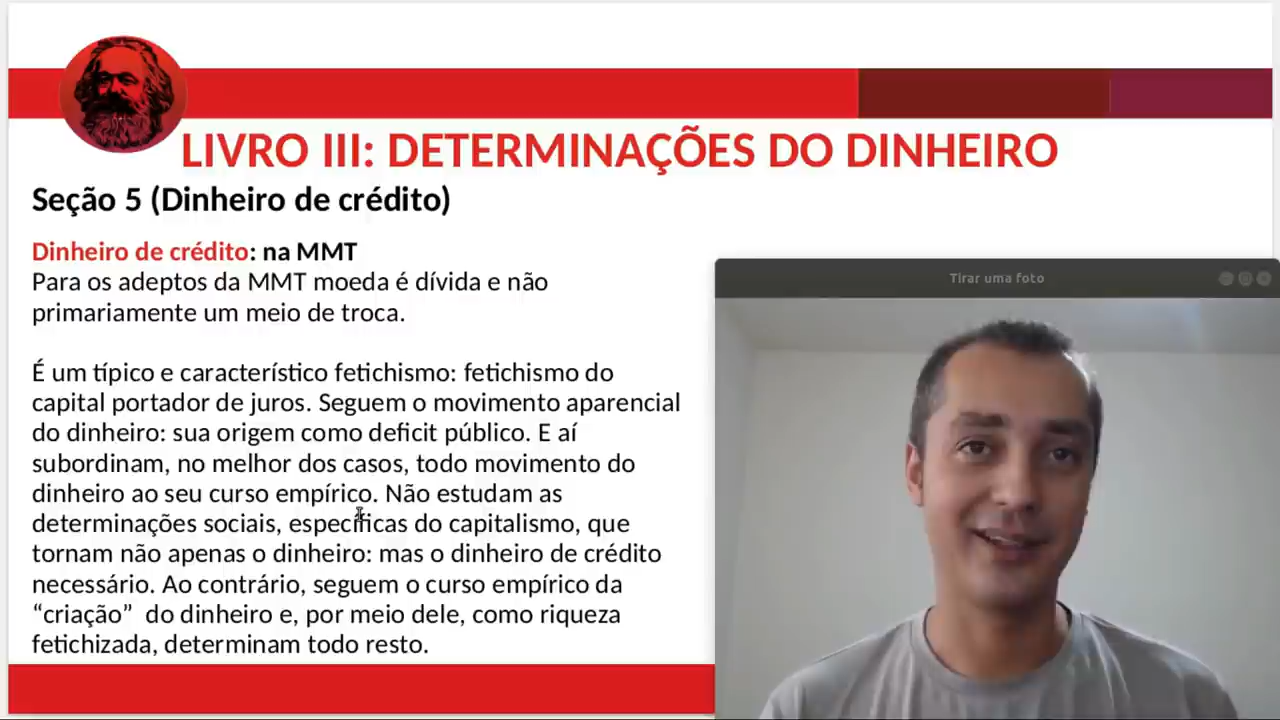 LIVRO III: DETERMINAÇÕES DO DINHEIRO
Seção 5 (Dinheiro de crédito)
Dinheiro de crédito: na MMT
Para os adeptos da MMT moeda é dívida e não
primariamente um meio de troca.
É um típico e característico fetichismo: fetichismo do
capital portador de juros. Seguem o movimento aparencial
do dinheiro: sua origem como deficit público. E aí
subordinam, no melhor dos casos, todo movimento do
dinheiro ao seu curso empírico. Não estudam as
determinações sociais, específicas do capitalismo, que
tornam não apenas o dinheiro: mas o dinheiro de crédito
necessário. Ao contrário, seguem o curso empírico da
“criação”  do dinheiro e, por meio dele, como riqueza
fetichizada, determinam todo resto.
Tirar uma foto